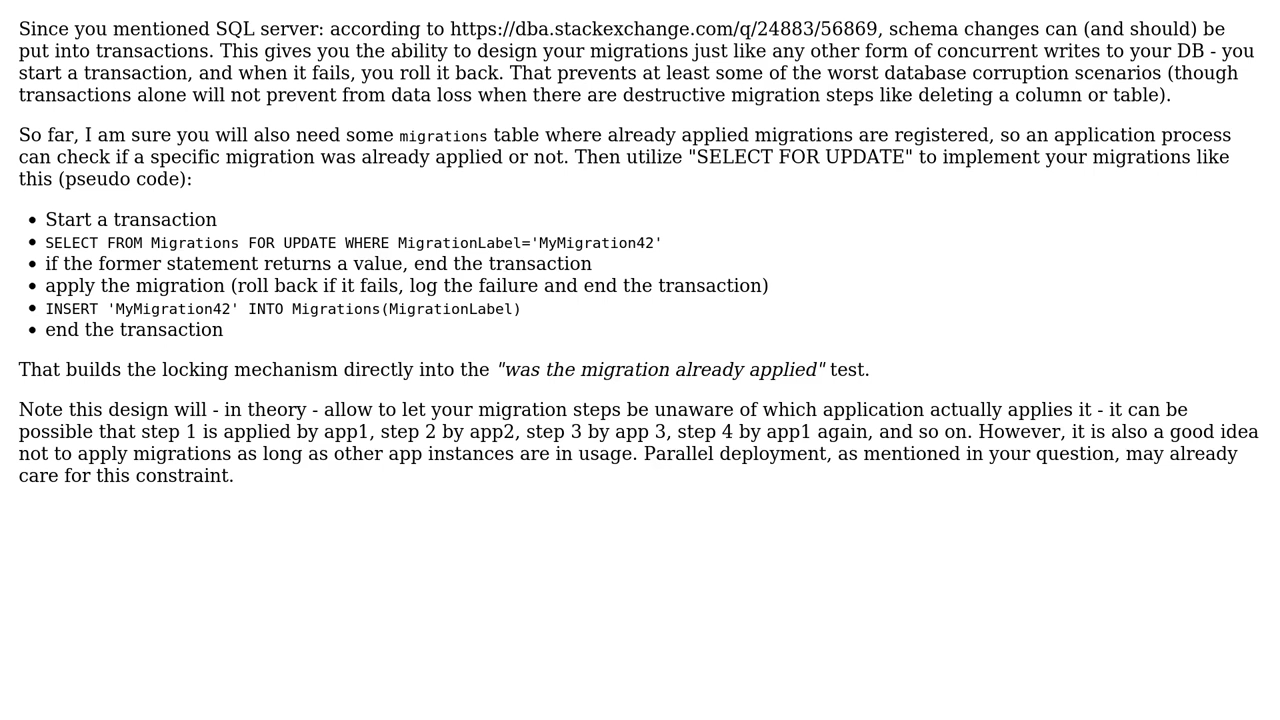 Since you mentioned SQL server: according to https://dba.stackexchange.com/q/24883/56869, schema changes can (and should) be
put into transactions. This gives you the ability to design your migrations just like any other form of concurrent writes to your DB - you
start a transaction, and when it fails, you roll it back. That prevents at least some of the worst database corruption scenarios (though
transactions alone will not prevent from data loss when there are destructive migration steps like deleting a column or table).
So far, I am sure you will also need some migrations table where already applied migrations are registered, so an application process
can check if a specific migration was already applied or not. Then utilize "SELECT FOR UPDATE" to implement your migrations like
this (pseudo code):
• Start a transaction
• SELECT FROM Migrations FOR UPDATE WHERE MigrationLabel='MyMigration42'
• if the former statement returns a value, end the transaction
• apply the migration (roll back if it fails, log the failure and end the transaction)
• INSERT 'MyMigration42' INTO Migrations(MigrationLabel)
• end the transaction
That builds the locking mechanism directly into the "was the migration already applied" test.
Note this design will - in theory - allow to let your migration steps be unaware of which application actually applies it - it can be
possible that step 1 is applied by app1, step 2 by app2, step 3 by app 3, step 4 by app1 again, and so on. However, it is also a good idea
not to apply migrations as long as other app instances are in usage. Parallel deployment, as mentioned in your question, may already
care for this constraint.